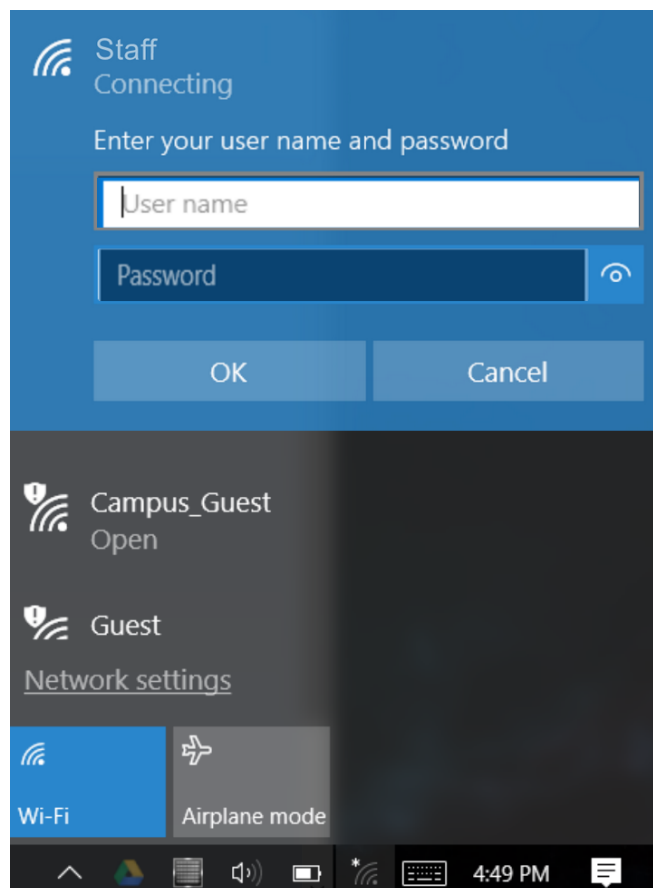 Staff
Connecting
Enter your user name and password
User name
Password
OK
Cancel
Campus_Guest
Open
Guest
Network settings
Wi-Fi
Airplane mode
4:49 PM